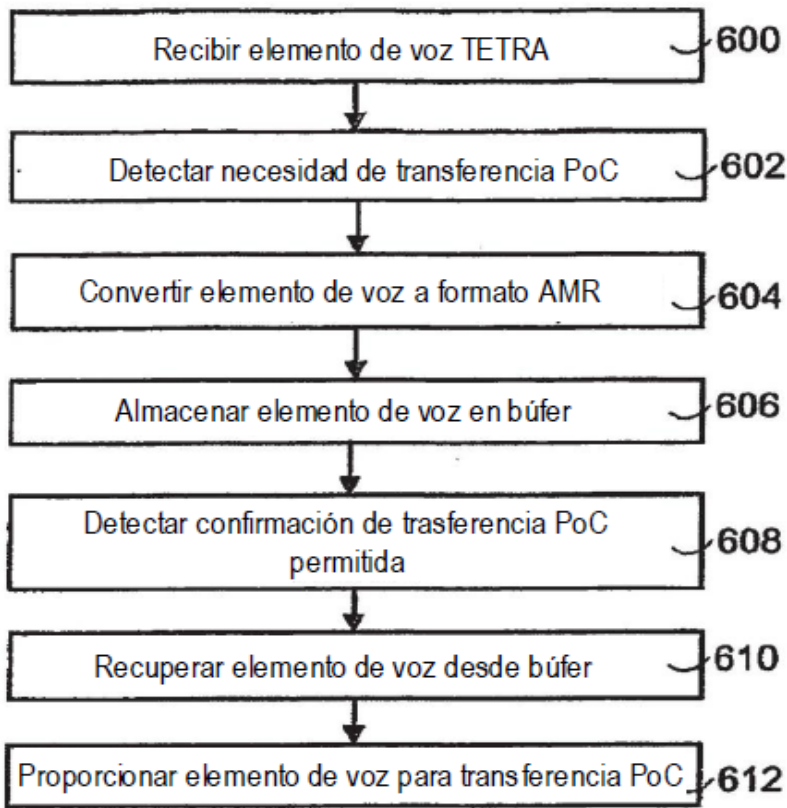 Recibir elemento de voz TETRA 600
Detectar necesidad de transferencia PoC 602
Convertir elemento de voz a formato AMR 604
Almacenar elemento de voz en búfer 606
Detectar confirmación de trasferencia PoC
permitida 608
Recuperar elemento de voz desde búfer 610
Proporcionar elemento de voz para transferencia PoC 612